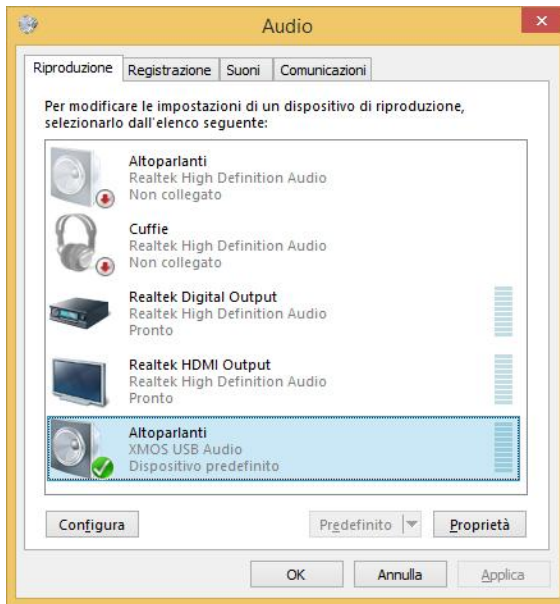 Audio
Riproduzione Registrazione Suoni Comunicazioni
Per modificare le impostazioni di un dispositivo di riproduzione,
selezionarlo dall'elenco seguente:
Altoparlanti
Realtek High Definition Audio
Non collegato
Cuffie
Realtek High Definition Audio
Non collegato
Realtek Digital Output
Realtek High Definition Audio
Pronto
Realtek HDMI Output
Realtek High Definition Audio
Pronto
Altoparlanti
XMOS USB Audio
Dispositivo predefinito
Configura Predefinito Proprietà
OK Annulla Applica